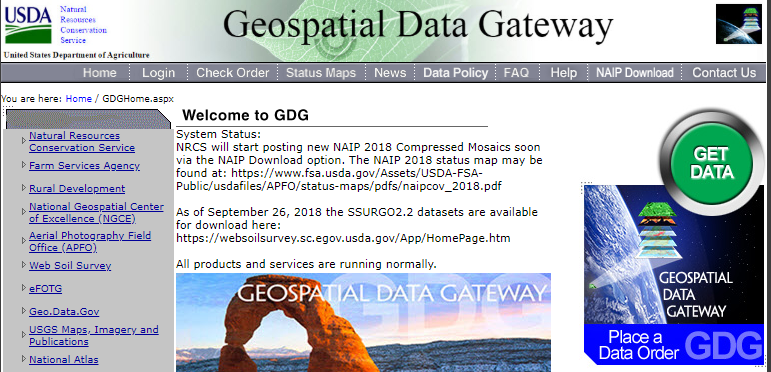 USDA
Natural
Resources
Conservation
Service
United States Department of Agriculture
Geospatial Data Gateway
Home Login Check Order Status Maps News Data Policy FAQ Help NAIP Download Contact Us
You are here: Home / GDGHome.aspx
Natural Resources
Conservation Service
Farm Services Agency
Rural Development
National Geospatial Center
of Excellence (NGCE)
Aerial Photography Field
Office (APFO)
Web Soil Survey
eFOTG
Geo.Data.Gov
USGS Maps, Imagery and
Publications
National Atlas
Welcome to GDG
System Status:
NRCS will start posting new NAIP 2018 Compressed Mosaics soon
via the NAIP Download option. The NAIP 2018 status map may be
found at: https://www.fsa.usda.gov/Assets/USDA-FSA-
Public/usdafiles/APFO/status-maps/pdfs/naipcov_2018.pdf
As of September 26, 2018 the SSURGO2.2 datasets are available
for download here:
https://websoilsurvey.sc.egov.usda.gov/App/HomePage.htm
All products and services are running normally.
GEOSPATIAL DATA GATEWAY
GDG
GET
DATA
GEOSPATIAL
DATA
GATEWAY
Place a
Data Order GDG